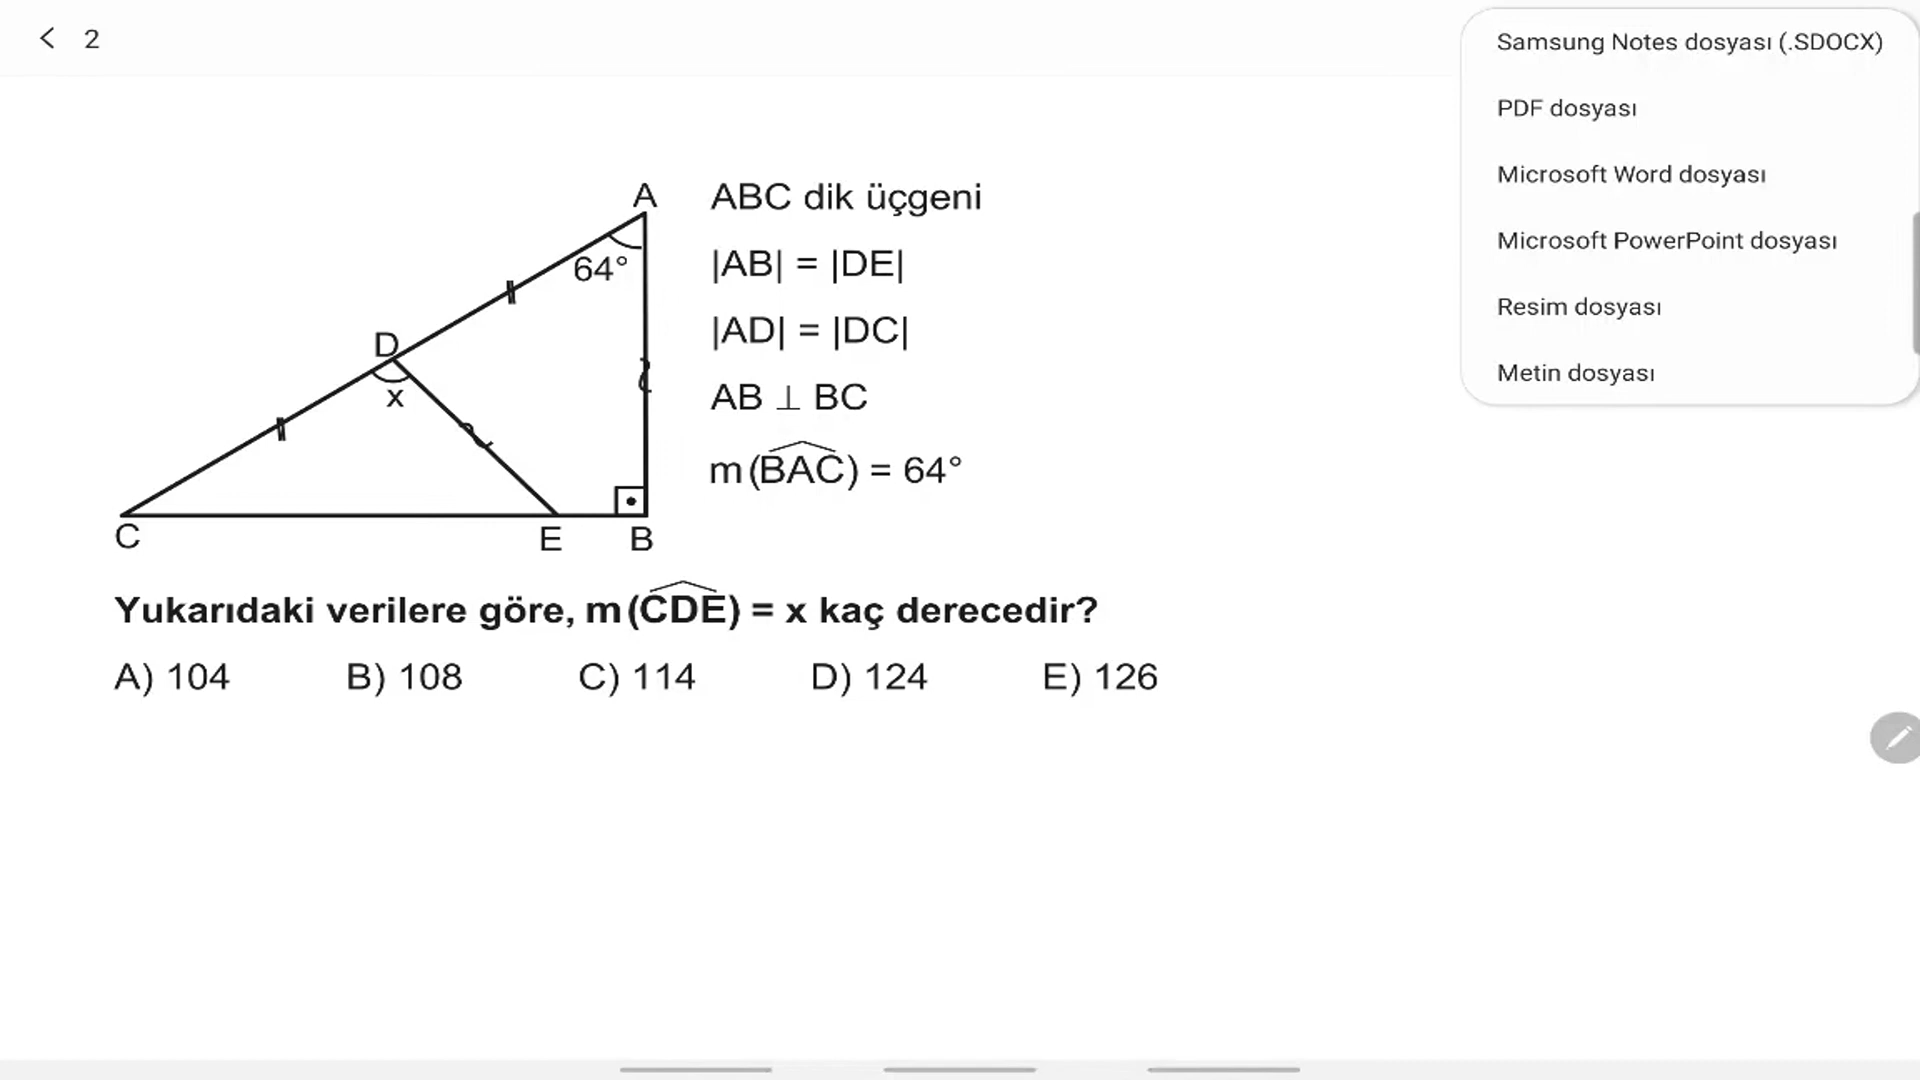 2
Samsung Notes dosyası (.SDOCX)
PDF dosyası
Microsoft Word dosyası
Microsoft PowerPoint dosyası
Resim dosyası
Metin dosyası
A
64°
D
x
C
E
B
ABC dik üçgeni
|AB| = |DE|
|AD| = |DC|
AB ⊥ BC
m(BAC) = 64°
Yukarıdaki verilere göre, m(CDE) = x kaç derecedir?
A) 104 B) 108 C) 114 D) 124 E) 126